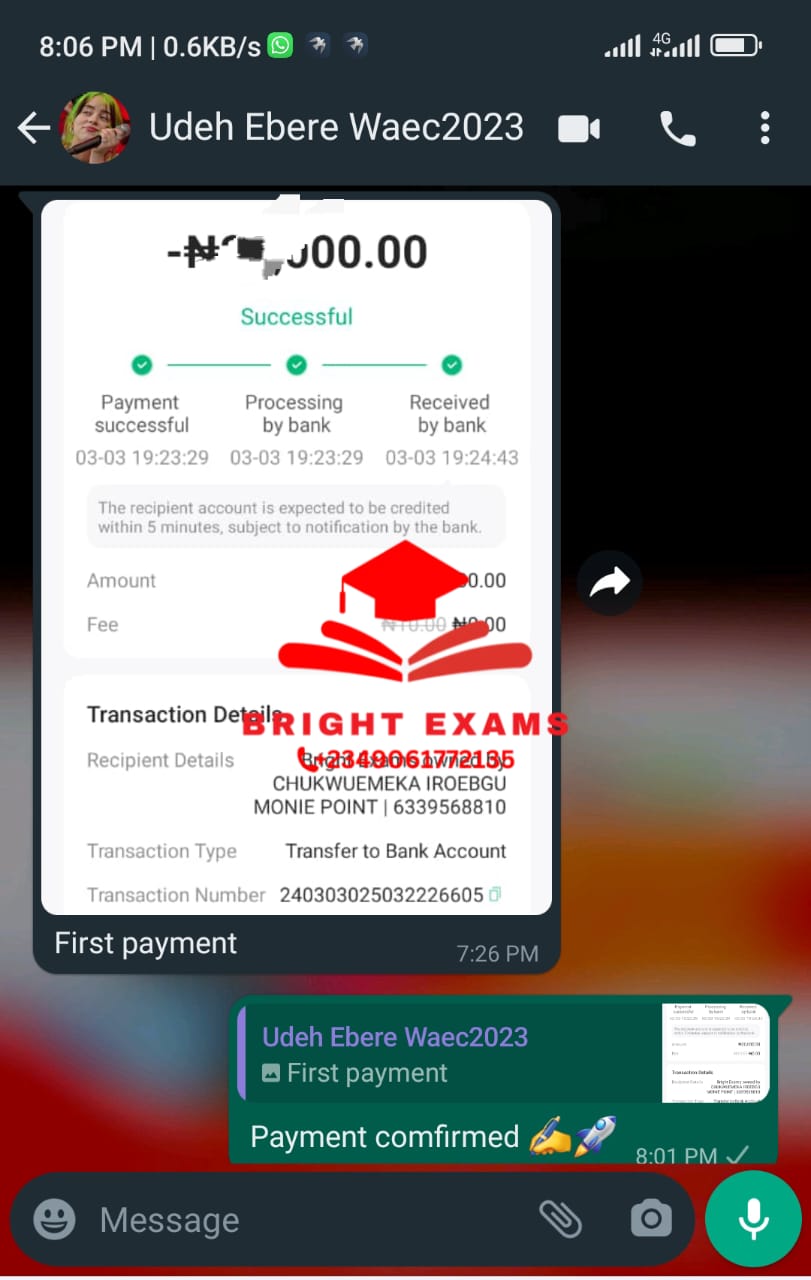 8:06 PM | 0.6KB/s
4G
Udeh Ebere Waec2023
000.00
Successful
Payment successful
Processing by bank
Received by bank
03-03 19:23:29
03-03 19:23:29
03-03 19:24:43
The recipient account is expected to be credited
within 5 minutes, subject to notification by the bank.
Amount
0.00
Fee ₦10.00 ₦0.00
BRIGHT EXAMS
+2349061772135
Transaction Details
Recipient Details Bright Exams owned by
CHUKWUEMEKA IROEBGU
MONIE POINT | 6339568810
Transaction Type Transfer to Bank Account
Transaction Number 240303025032226605
First payment
7:26 PM
Udeh Ebere Waec2023
First payment
Payment comfirmed ✍️🚀
8:01 PM
Message